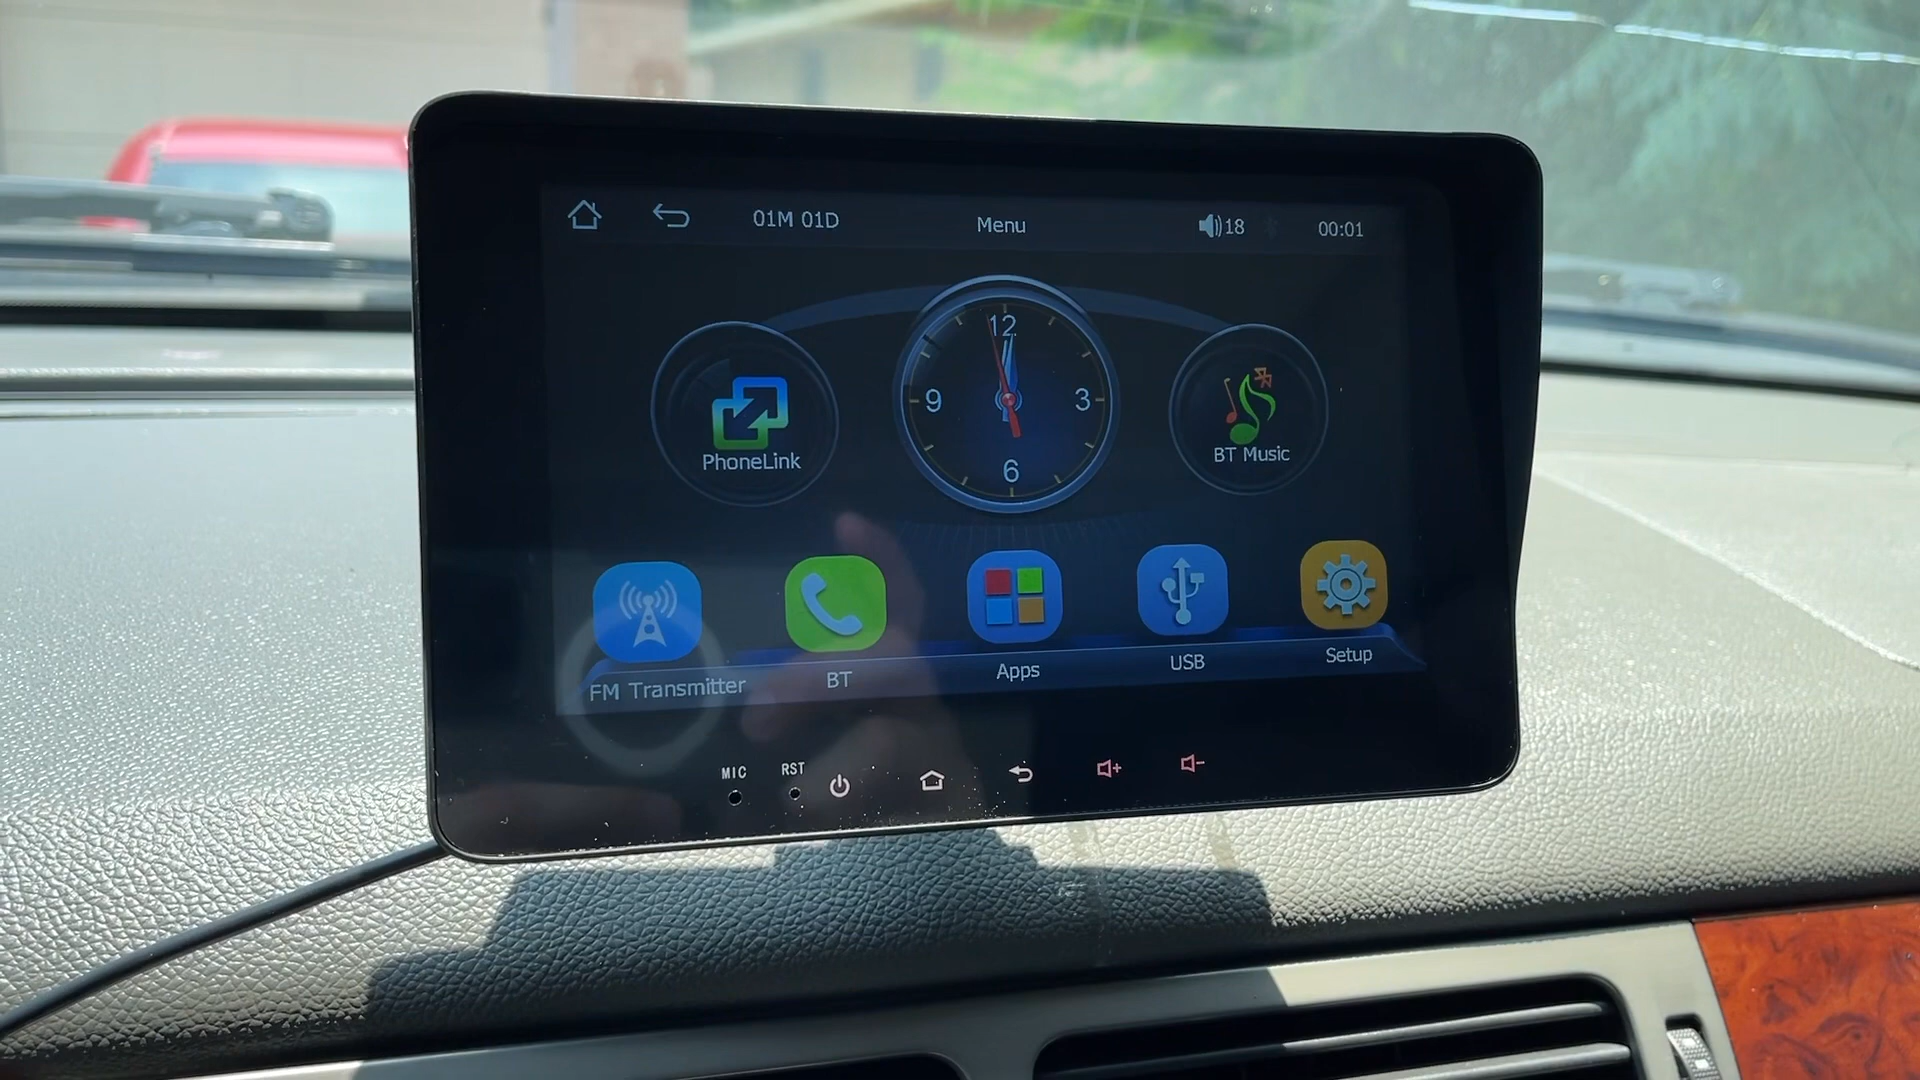 01M 01D
Menu
18
00:01
12
9
3
6
PhoneLink
BT Music
FM Transmitter
BT
Apps
USB
Setup
MIC
RST